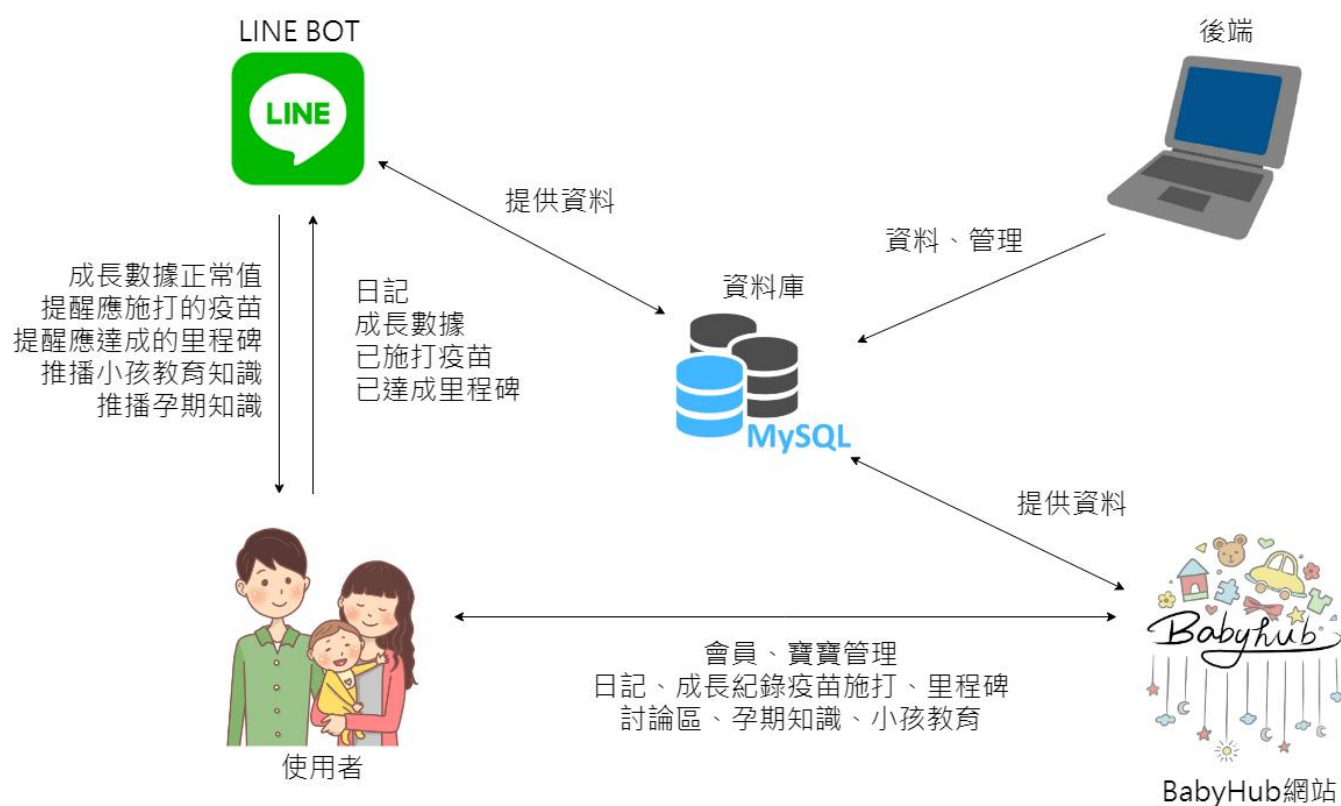 LINE BOT
LINE
後端
提供資料
資料、管理
成長數據正常值
提醒應施打的疫苗
提醒應達成的里程碑
推播小孩教育知識
推播孕期知識
日記
成長數據
已施打疫苗
已達成里程碑
資料庫
MySQL
提供資料
會員、寶寶管理
日記、成長紀錄疫苗施打、里程碑
討論區、孕期知識、小孩教育
使用者
Babyhub
BabyHub網站